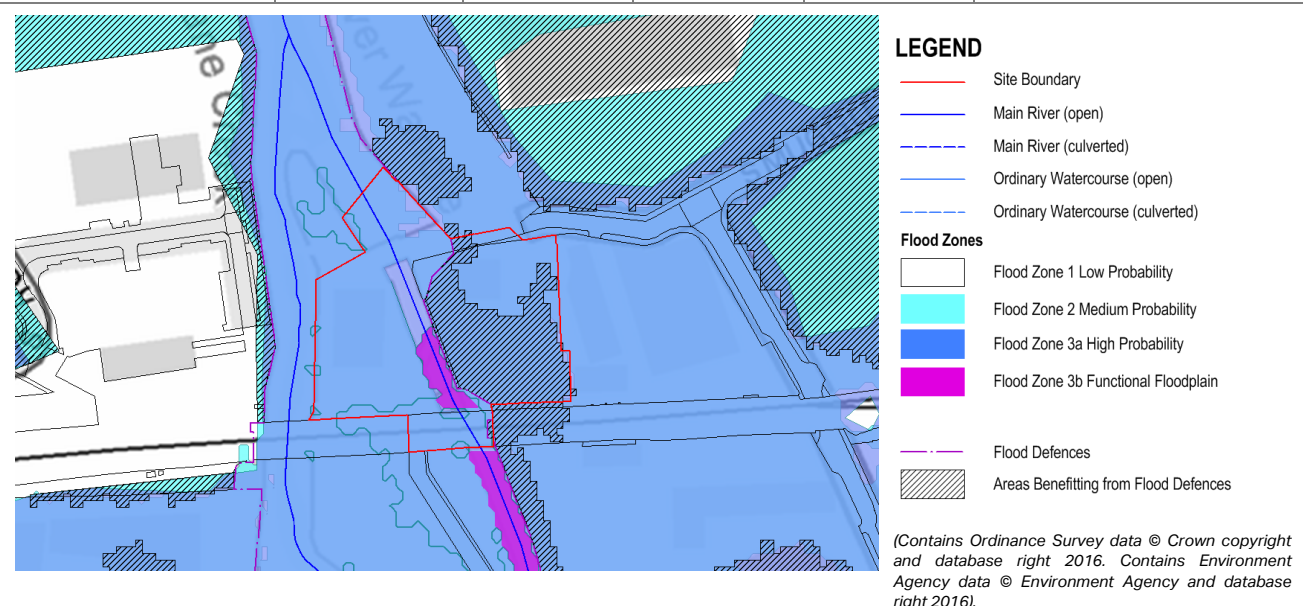 LEGEND
Site Boundary
Main River (open)
Main River (culverted)
Ordinary Watercourse (open)
Ordinary Watercourse (culverted)
Flood Zones
Flood Zone 1 Low Probability
Flood Zone 2 Medium Probability
Flood Zone 3a High Probability
Flood Zone 3b Functional Floodplain
Flood Defences
Areas Benefitting from Flood Defences
(Contains Ordinance Survey data © Crown copyright
and database right 2016. Contains Environment
Agency data © Environment Agency and database
right 2016).